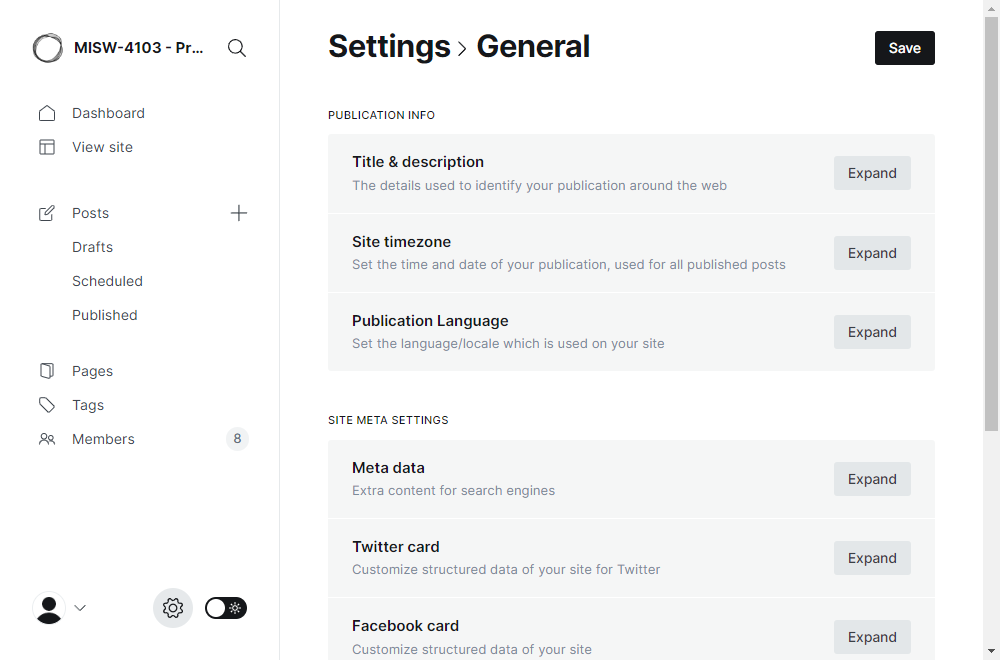 MISW-4103 - Pr...
Dashboard
View site
Posts
Drafts
Scheduled
Published
Pages
Tags
Members
8
Settings
General
Save
PUBLICATION INFO
Title & description
The details used to identify your publication around the web
Expand
Site timezone
Set the time and date of your publication, used for all published posts
Expand
Publication Language
Set the language/locale which is used on your site
Expand
SITE META SETTINGS
Meta data
Extra content for search engines
Expand
Twitter card
Customize structured data of your site for Twitter
Expand
Facebook card
Customize structured data of your site
Expand